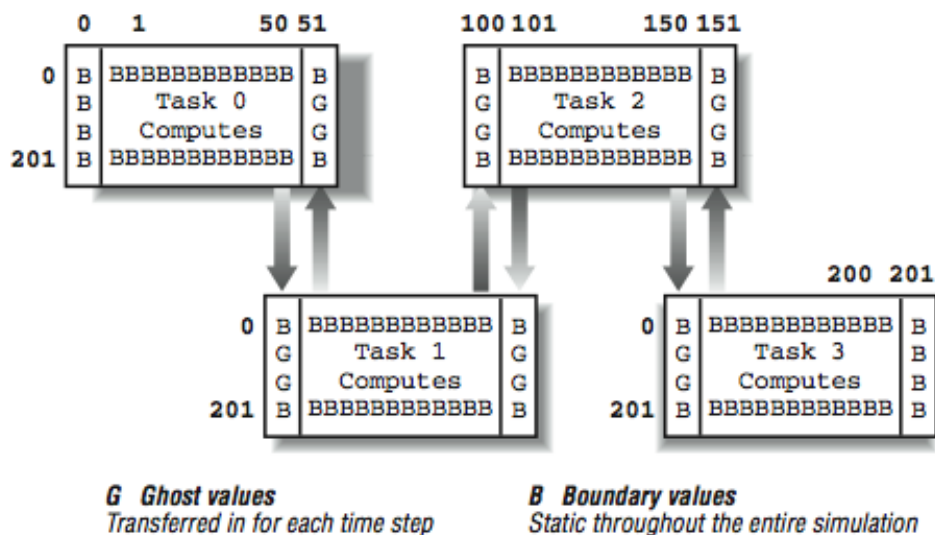 0 1 50 51 100 101 150 151
0 B BBBBBBBBBBBB B B BBBBBBBBBBBB B
B Task 0 G G Task 2 G
B Computes G G Computes G
201 B BBBBBBBBBBBB B B BBBBBBBBBBBB B
200 201
0 B BBBBBBBBBBBB B 0 B BBBBBBBBBBBB B
G Task 1 G G Task 3 B
G Computes G G Computes B
201 B BBBBBBBBBBBB B 201 B BBBBBBBBBBBB B
G Ghost values B Boundary values
Transferred in for each time step Static throughout the entire simulation